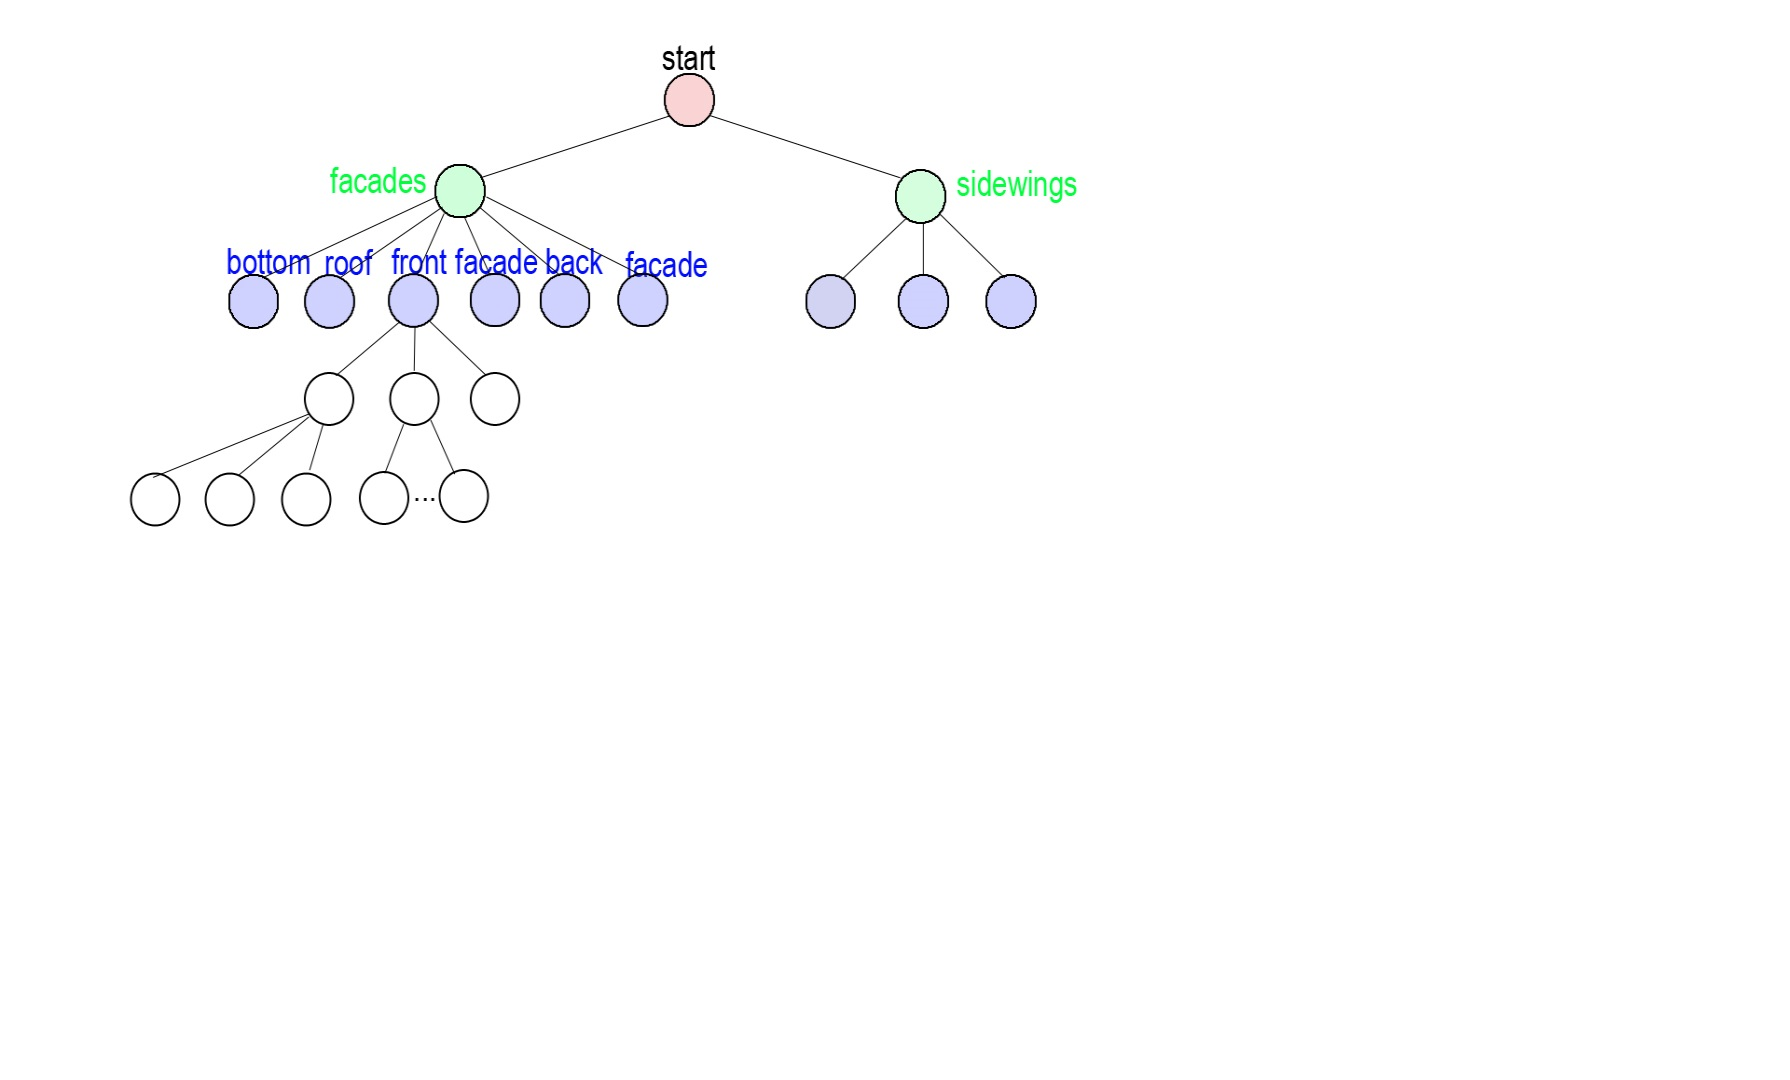 start
facades
sidewings
bottom roof front facade back facade
...